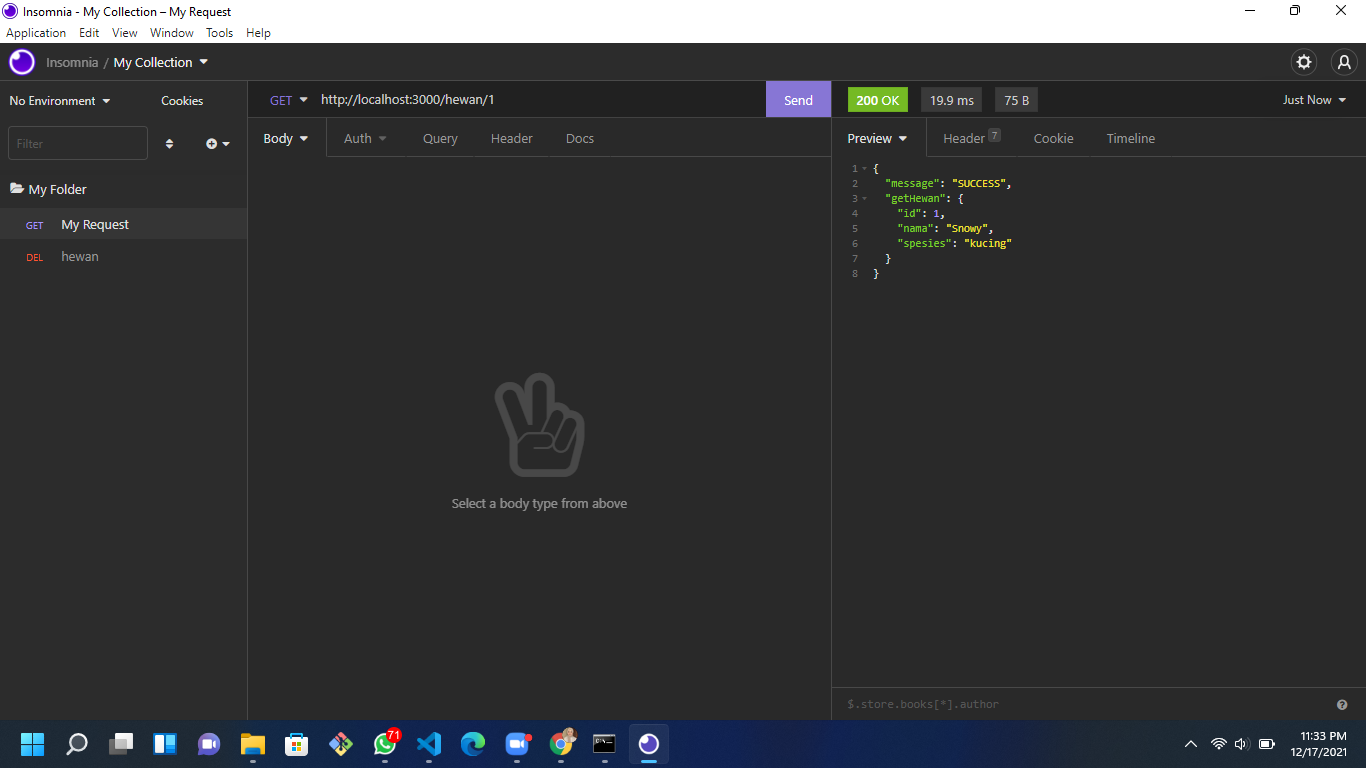 Insomnia - My Collection – My Request
Application Edit View Window Tools Help
Insomnia / My Collection
No Environment Cookies
GET http://localhost:3000/hewan/1 Send
200 OK 19.9 ms 75 B Just Now
Filter
Body Auth Query Header Docs
Preview Header 7 Cookie Timeline
My Folder
GET My Request
DEL hewan
1 {
2 "message": "SUCCESS",
3 "getHewan": {
4 "id": 1,
5 "nama": "Snowy",
6 "spesies": "kucing"
7 }
8 }
Select a body type from above
$.store.books[*].author
71
11:33 PM
12/17/2021